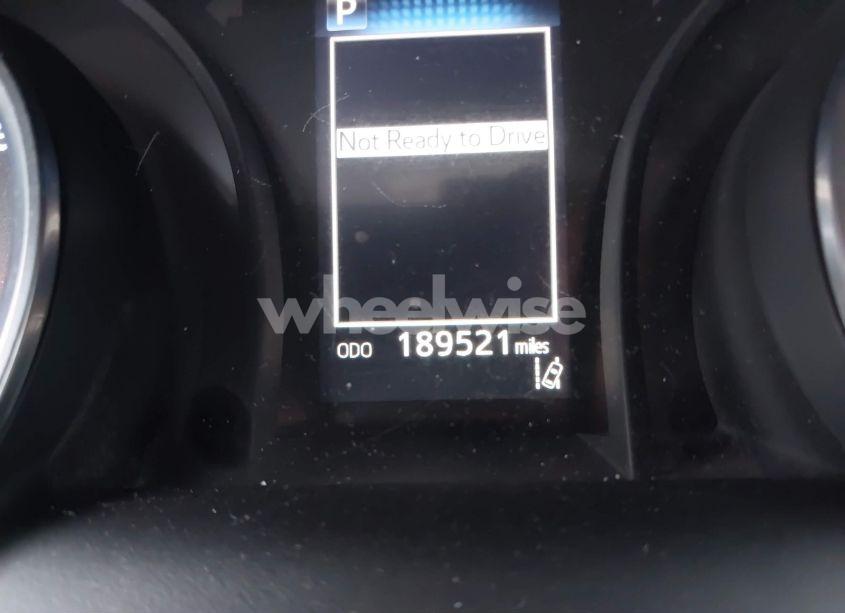 P
Not Ready to Drive
wheelwise
ODO 189521 miles